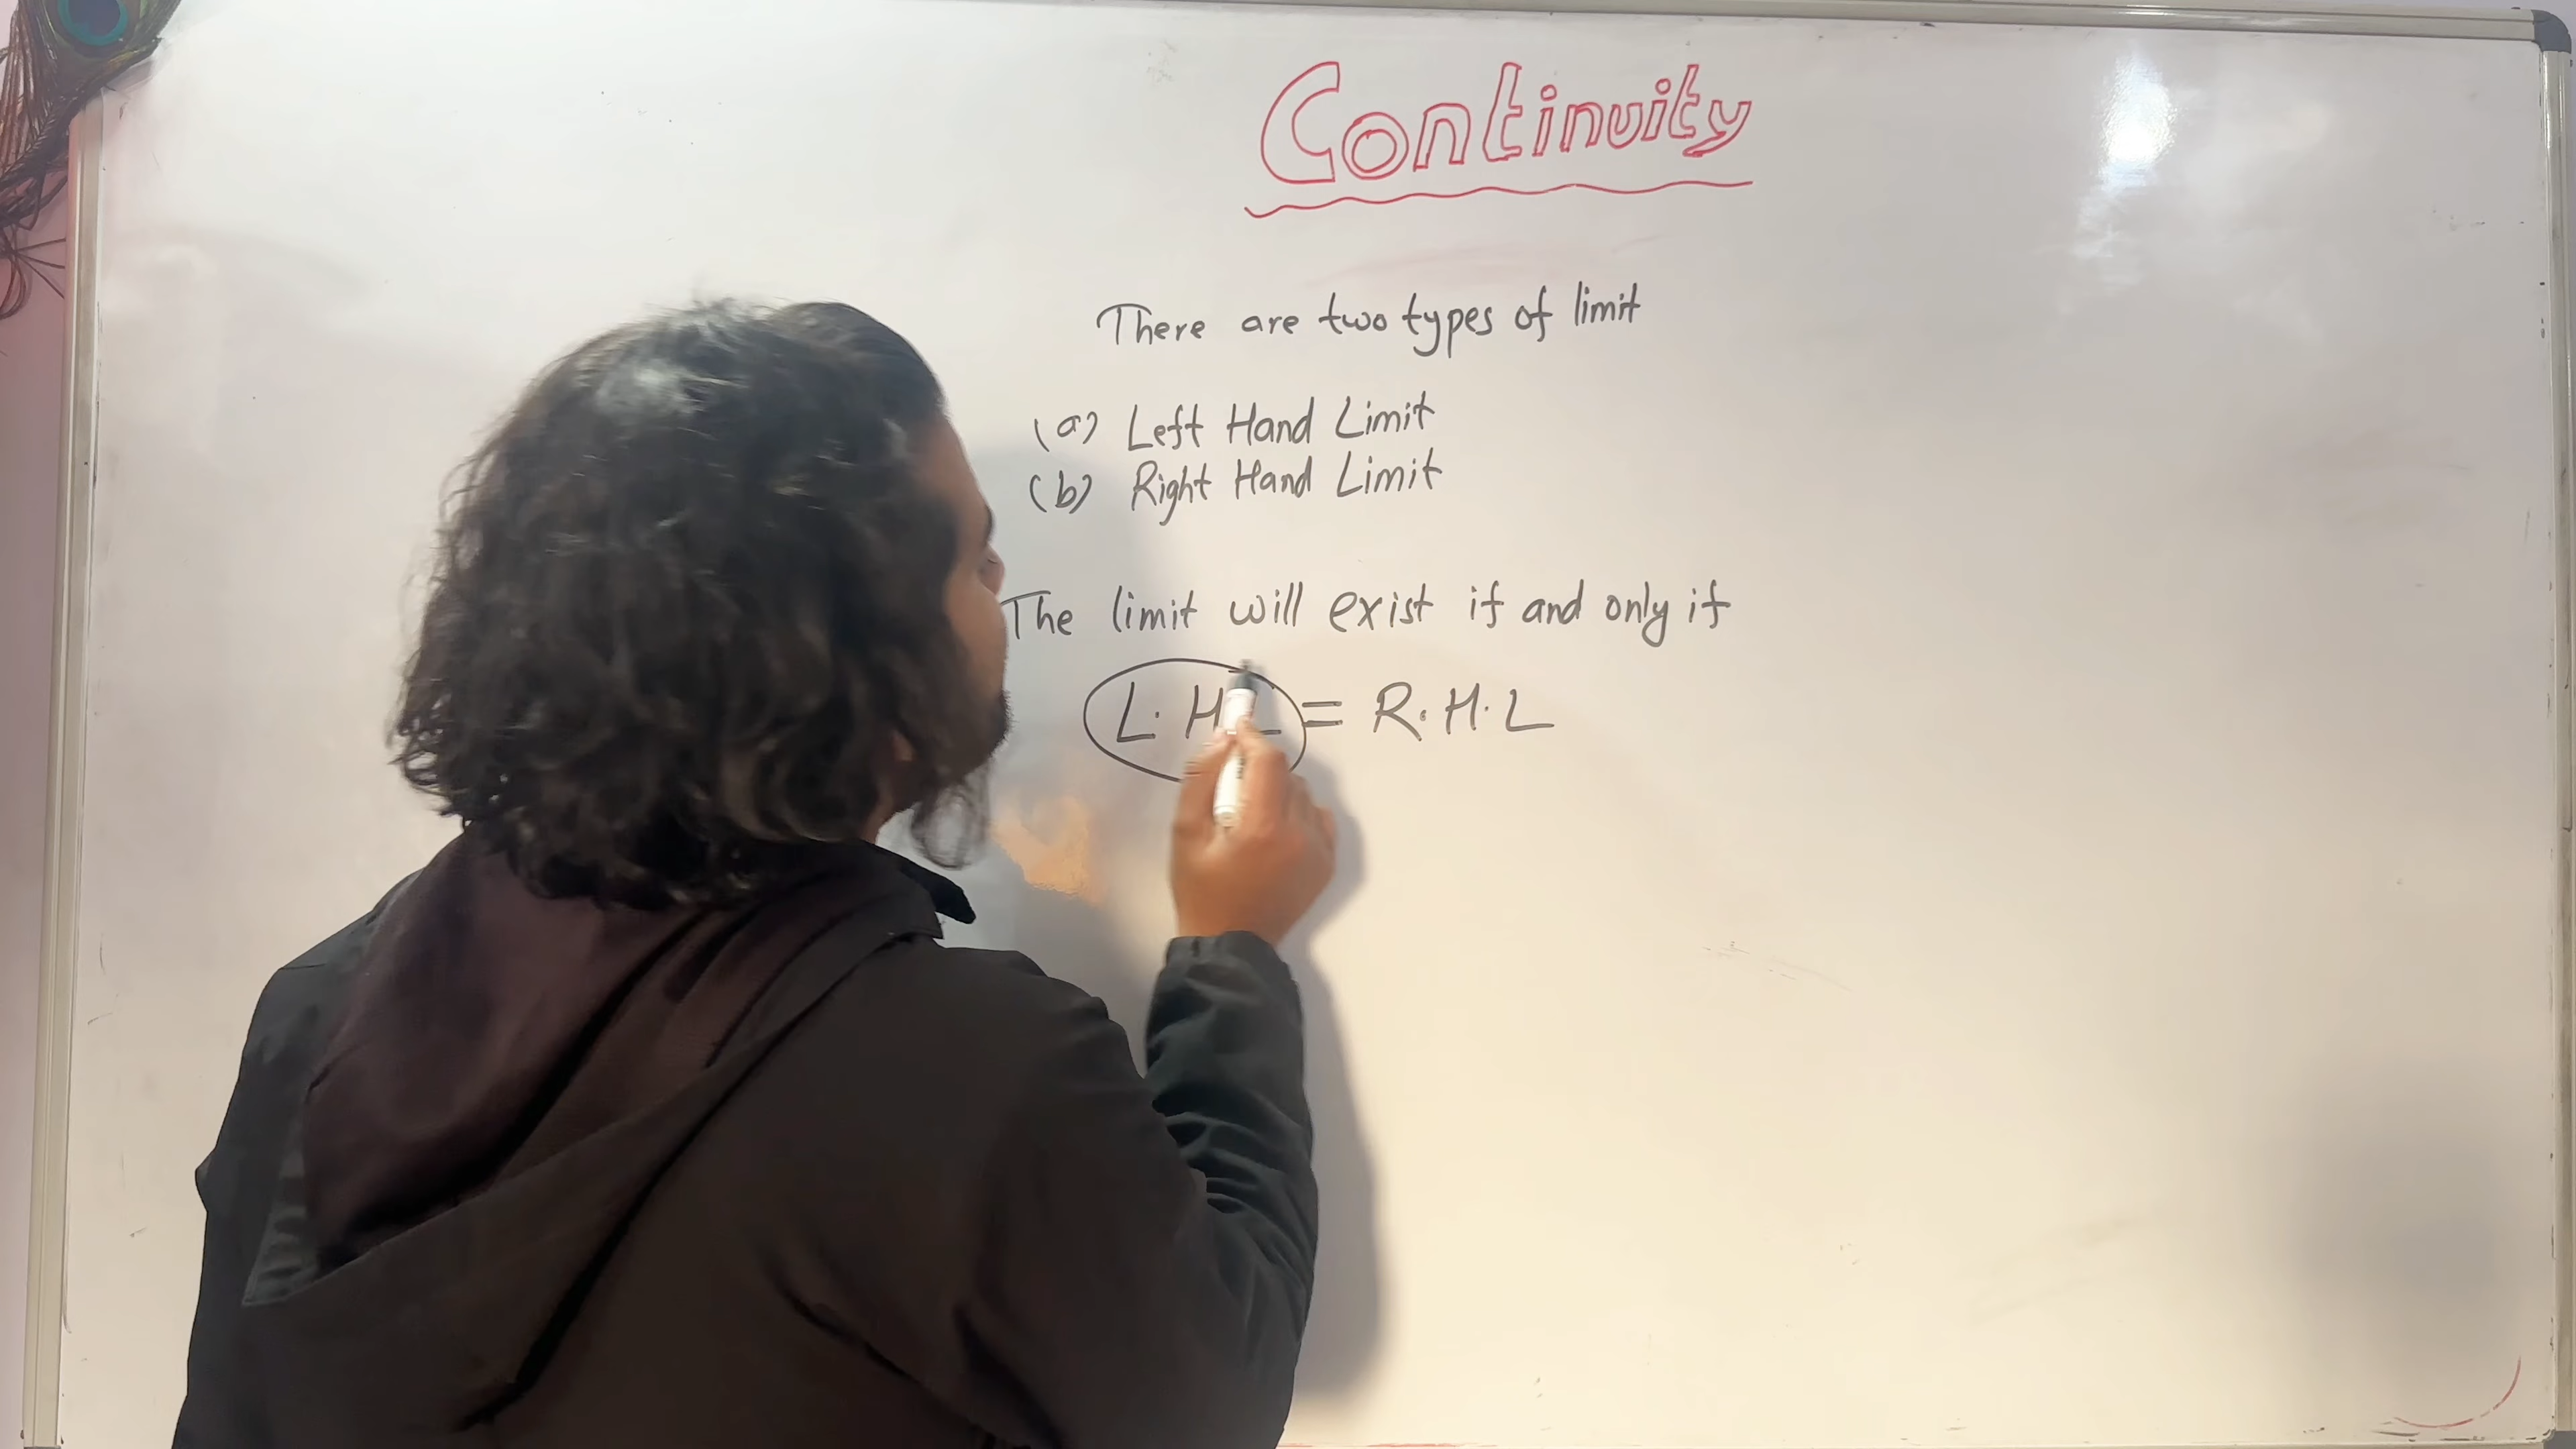 Continuity
There are two types of limit
(a) Left Hand Limit
(b) Right Hand Limit
The limit will exist if and only if
L.H.L = R.H.L